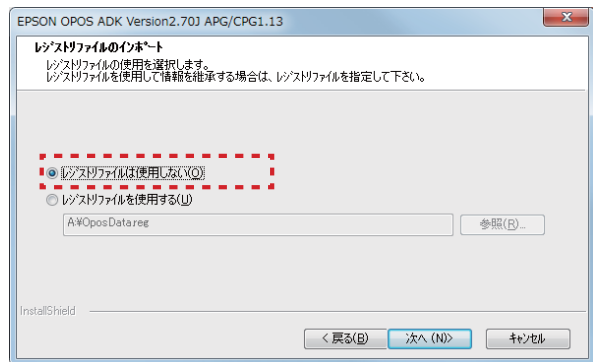 EPSON OPOS ADK Version2.70J APG/CPG1.13
レジストリファイルのインポート
レジストリファイルの使用を選択します。
レジストリファイルを使用して情報を継承する場合は、レジストリファイルを指定して下さい。
レジストリファイルは使用しない(O)
レジストリファイルを使用する(U)
A:¥OposData.reg
参照(R)...
InstallShield
< 戻る(B)
次へ (N)>
キャンセル